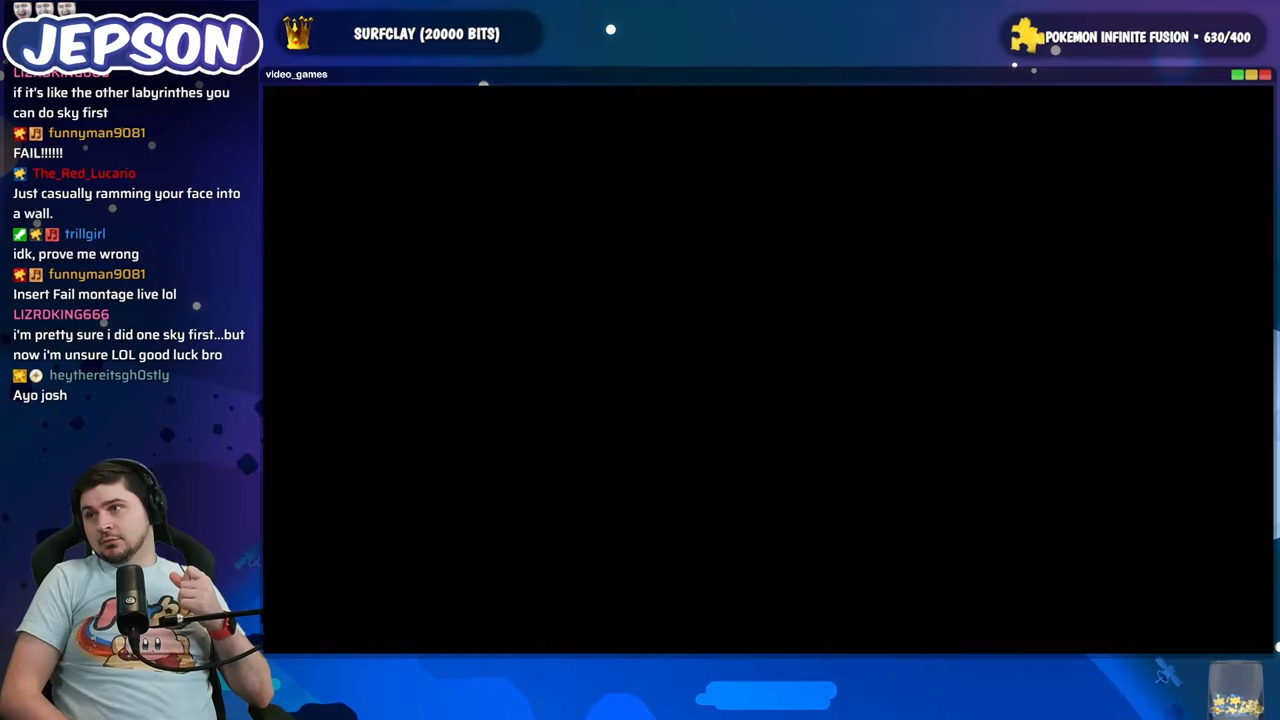 JEPSON
SURFCLAY (20000 BITS)
POKEMON INFINITE FUSION • 630/400
video_games
LIZRDKING666
if it's like the other labyrinthes you
can do sky first
funnyman9081
FAIL!!!!!!
The_Red_Lucario
Just casually ramming your face into
a wall.
trillgirl
idk, prove me wrong
funnyman9081
Insert Fail montage live lol
LIZRDKING666
i'm pretty sure i did one sky first...but
now i'm unsure LOL good luck bro
heythereitsgh0stly
Ayo josh